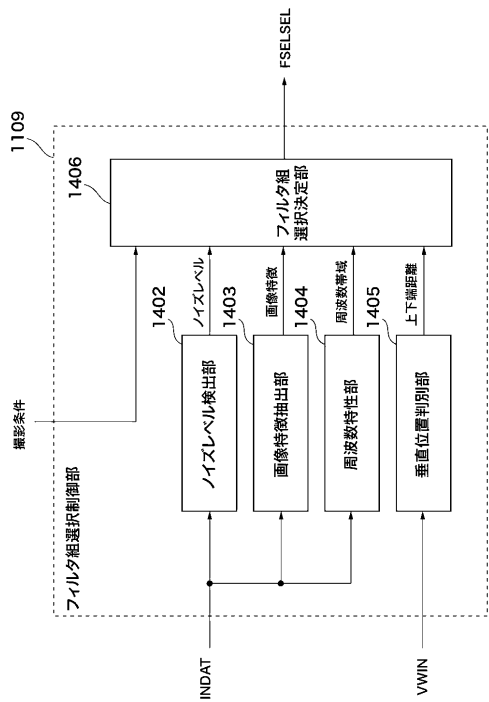 1109
フィルタ組選択制御部
撮影条件
1406
フィルタ組
選択決定部
FSELSEL
INDAT
1402
ノイズレベル検出部
ノイズレベル
1403
画像特徴抽出部
画像特徴
1404
周波数特性部
周波数帯域
VWIN
1405
垂直位置判別部
上下端距離